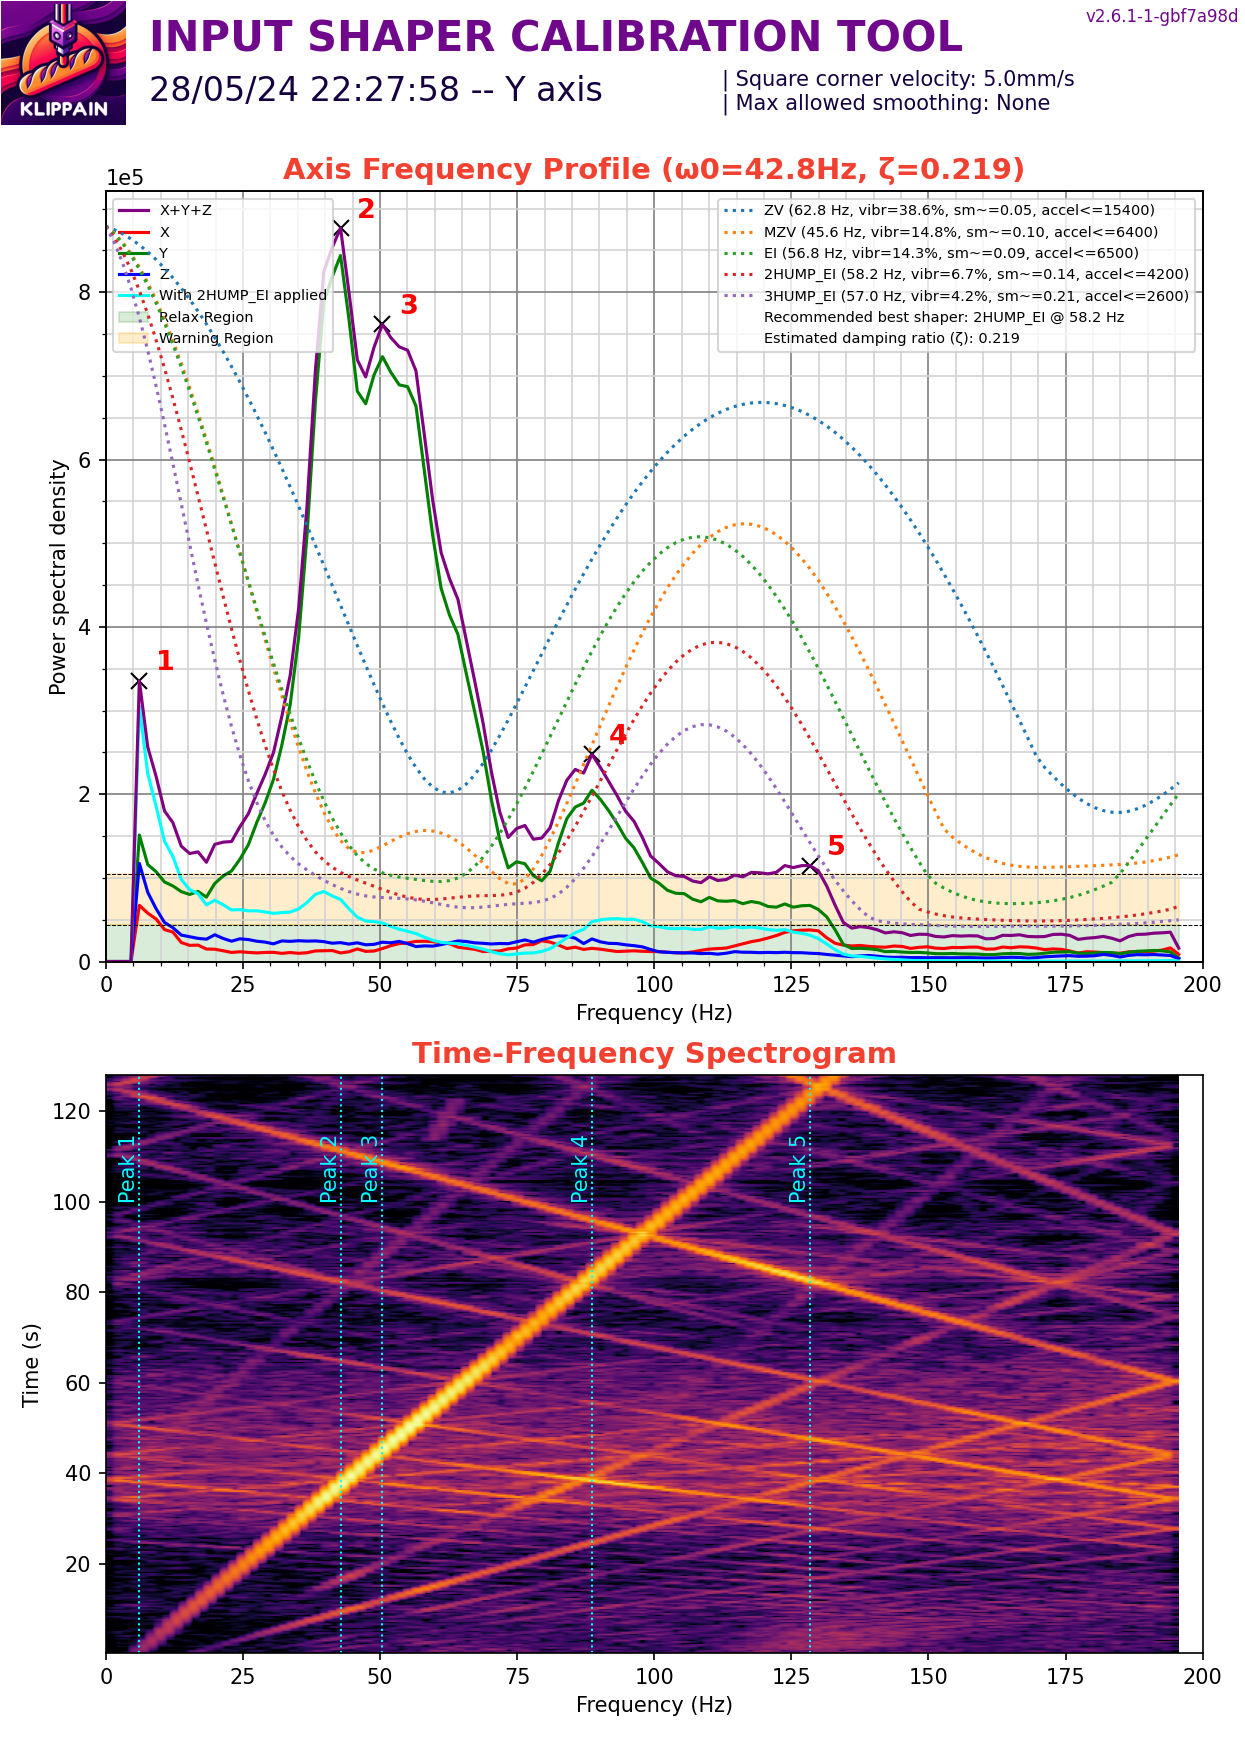 v2.6.1-1-gbf7a98d
INPUT SHAPER CALIBRATION TOOL
28/05/24 22:27:58 -- Y axis
| Square corner velocity: 5.0mm/s
| Max allowed smoothing: None
KLIPPAIN
Axis Frequency Profile (ω0=42.8Hz, ζ=0.219)
1e5
X+Y+Z
X
Y
Z
With 2HUMP_EI applied
Relax Region
Warning Region
ZV (62.8 Hz, vibr=38.6%, sm~=0.05, accel<=15400)
MZV (45.6 Hz, vibr=14.8%, sm~=0.10, accel<=6400)
EI (56.8 Hz, vibr=14.3%, sm~=0.09, accel<=6500)
2HUMP_EI (58.2 Hz, vibr=6.7%, sm~=0.14, accel<=4200)
3HUMP_EI (57.0 Hz, vibr=4.2%, sm~=0.21, accel<=2600)
Recommended best shaper: 2HUMP_EI @ 58.2 Hz
Estimated damping ratio (ζ): 0.219
2
3
1
4
5
Power spectral density
8
6
4
2
0
0 25 50 75 100 125 150 175 200
Frequency (Hz)
Time-Frequency Spectrogram
Peak 1
Peak 2
Peak 3
Peak 4
Peak 5
Time (s)
120
100
80
60
40
20
0 25 50 75 100 125 150 175 200
Frequency (Hz)